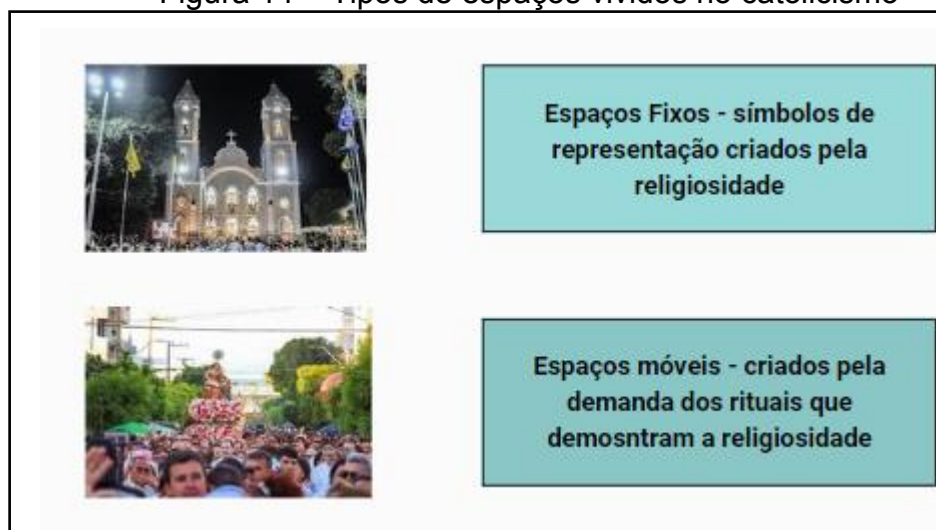 Espaços Fixos - símbolos de
representação criados pela
religiosidade
Espaços móveis - criados pela
demanda dos rituais que
demosntram a religiosidade